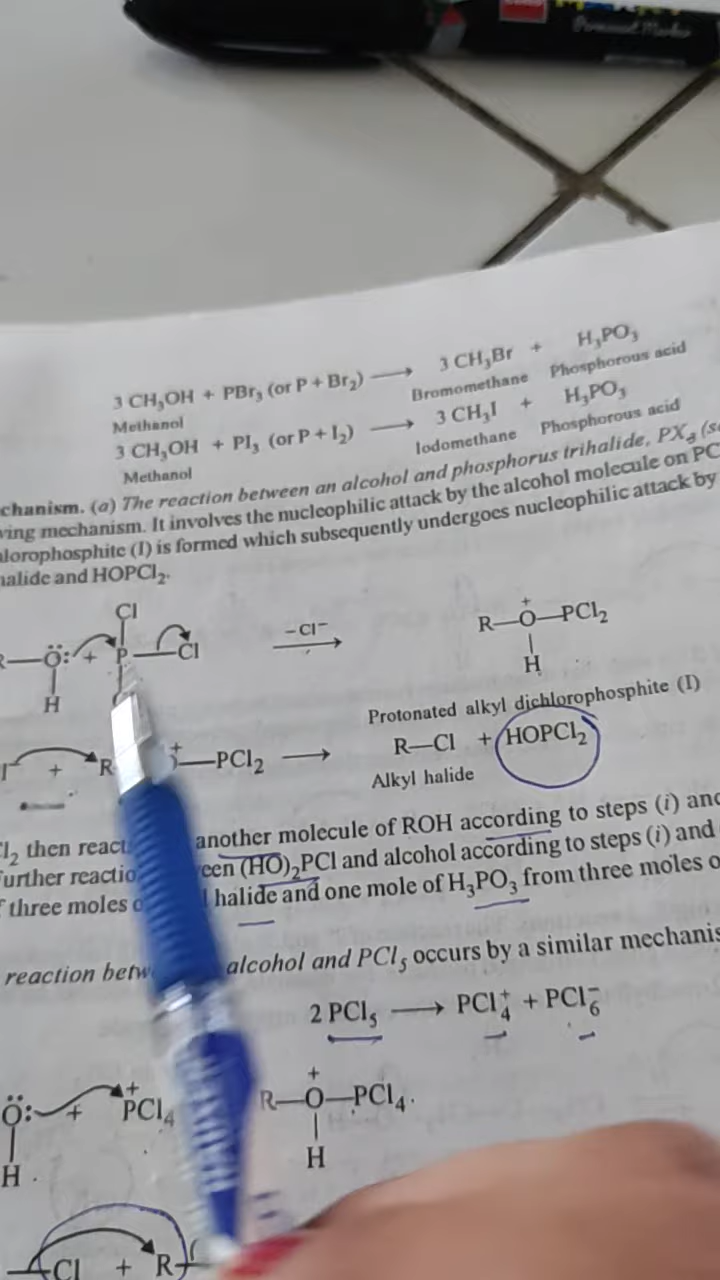 Permanent Marker
3 CH₃OH + PBr₃ (or P + Br₂) ⟶ 3 CH₃Br + H₃PO₃
Methanol Bromomethane Phosphorous acid
3 CH₃OH + PI₃ (or P + I₂) ⟶ 3 CH₃I + H₃PO₃
Methanol Iodomethane Phosphorous acid
chanism. (a) The reaction between an alcohol and phosphorus trihalide, PX₃
ving mechanism. It involves the nucleophilic attack by the alcohol molecule on PC
lorophosphite (I) is formed which subsequently undergoes nucleophilic attack by
halide and HOPCl₂.
Cl
R—Ö: + P—Cl —Cl⁻ ⟶ R—O⁺—PCl₂
H H
Protonated alkyl dichlorophosphite (I)
+ R —PCl₂ ⟶ R—Cl + HOPCl₂
Alkyl halide
l₂ then react another molecule of ROH according to steps (i) and
urther reactio een (HO)₂PCl and alcohol according to steps (i) and
f three moles o halide and one mole of H₃PO₃ from three moles o
reaction betw alcohol and PCl₅ occurs by a similar mechanis
2 PCl₅ ⟶ PCl₄⁺ + PCl₆⁻
Ö: + P⁺Cl₄ R—O⁺—PCl₄.
H H
—Cl + R—